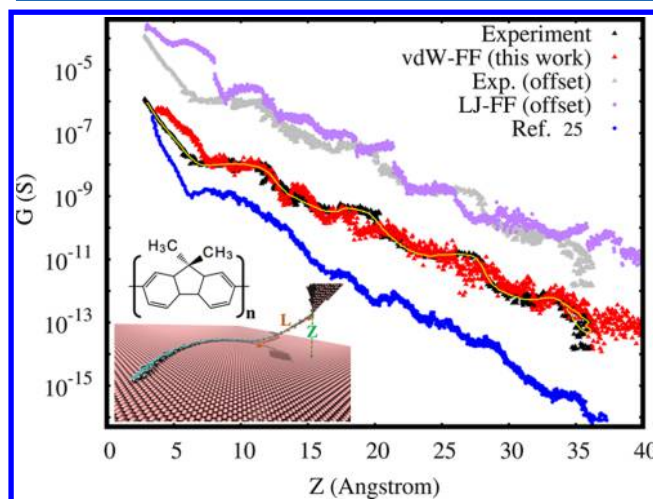 Experiment
vdW-FF (this work)
Exp. (offset)
LJ-FF (offset)
Ref. 25
G (S)
10⁻⁵
10⁻⁷
10⁻⁹
10⁻¹¹
10⁻¹³
10⁻¹⁵
H₃C
CH₃
n
L
Z
0 5 10 15 20 25 30 35 40
Z (Angstrom)